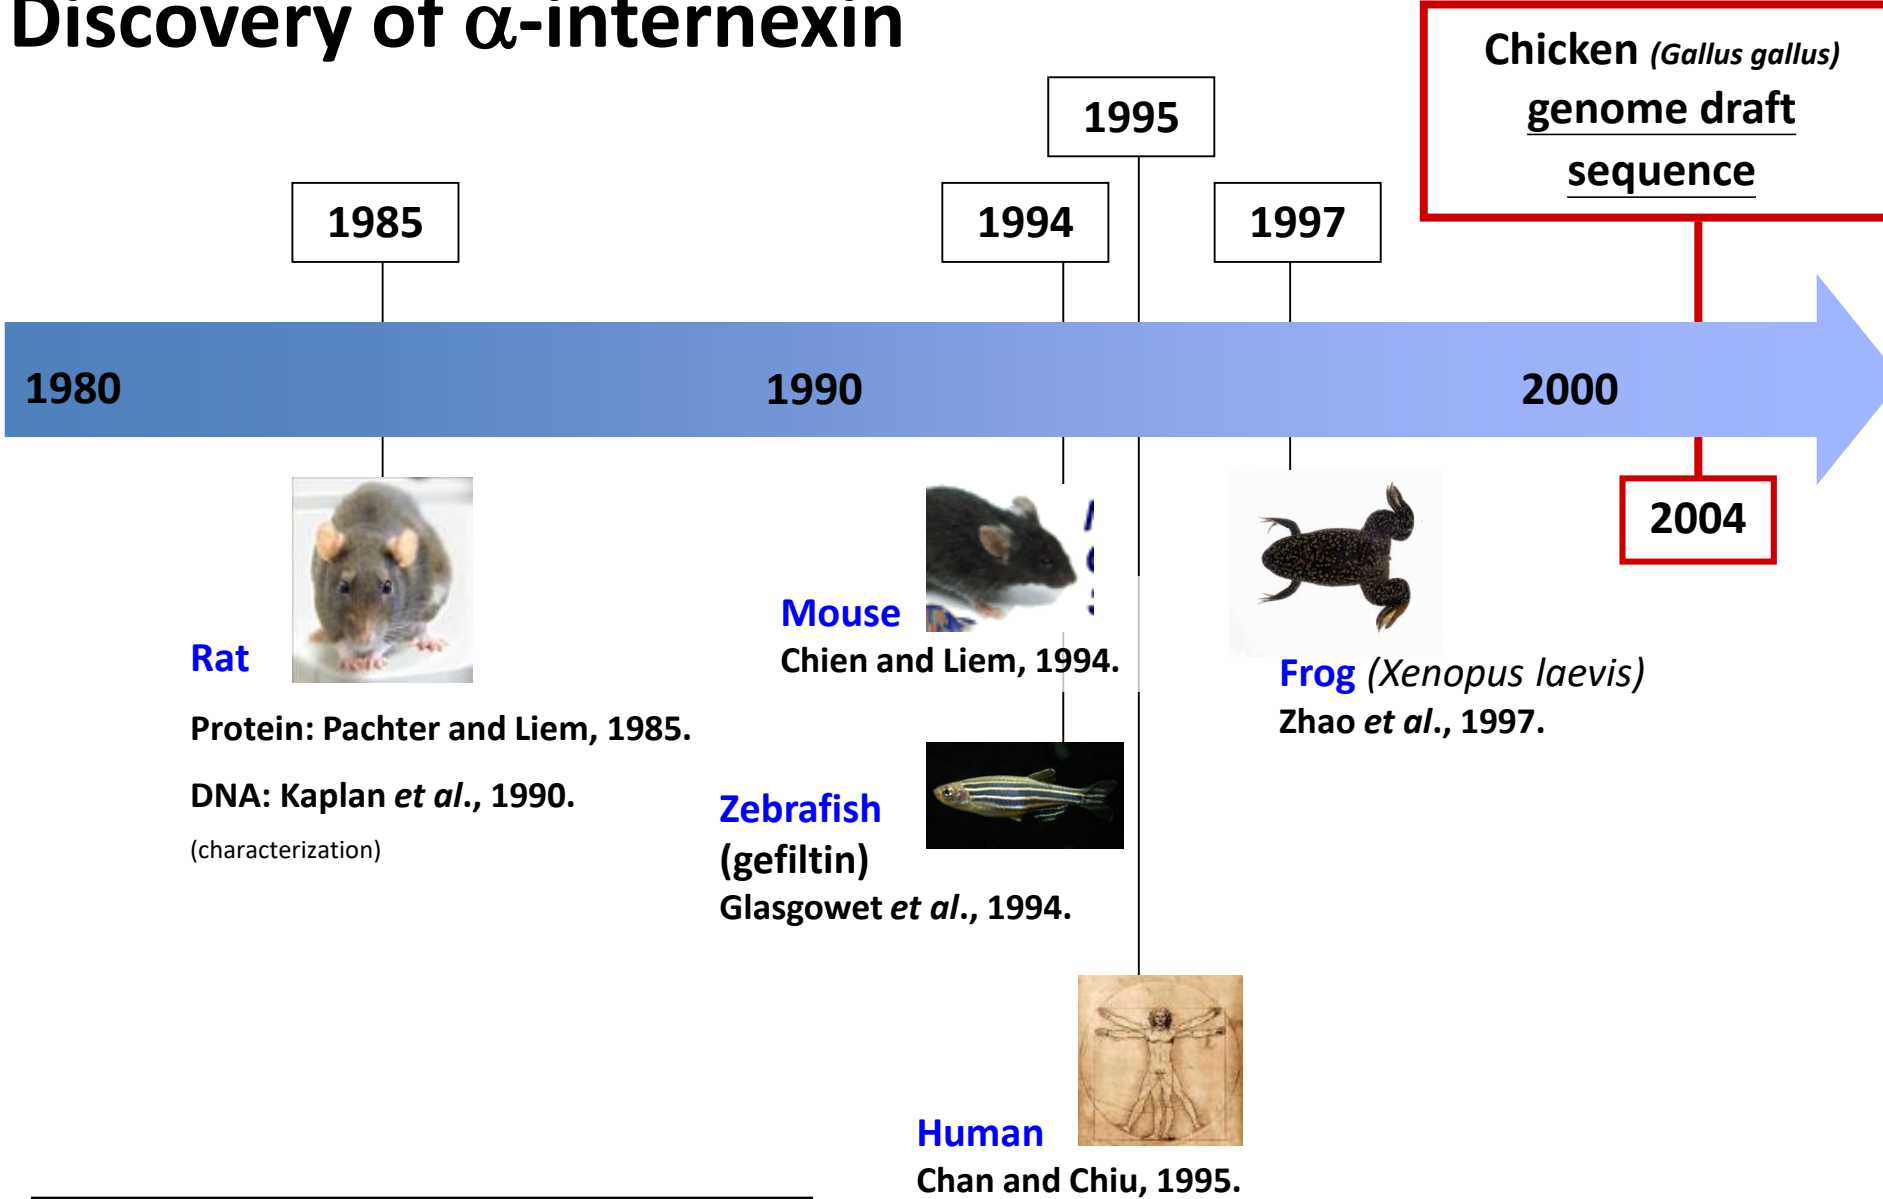 Discovery of α-internexin
Chicken (Gallus gallus)
genome draft
sequence
1995
1985
1994
1997
1980
1990
2000
2004
Rat
Protein: Pachter and Liem, 1985.
DNA: Kaplan et al., 1990.
(characterization)
Mouse
Chien and Liem, 1994.
Zebrafish
(gefiltin)
Glasgowet et al., 1994.
Frog (Xenopus laevis)
Zhao et al., 1997.
Human
Chan and Chiu, 1995.